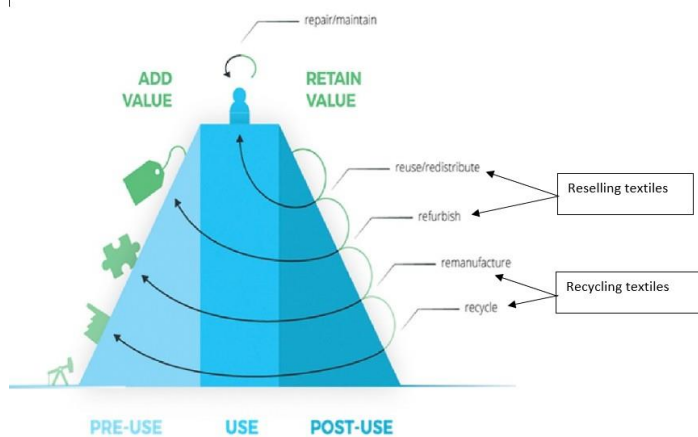 repair/maintain
ADD
VALUE
RETAIN
VALUE
reuse/redistribute
Reselling textiles
refurbish
remanufacture
Recycling textiles
recycle
PRE-USE
USE
POST-USE